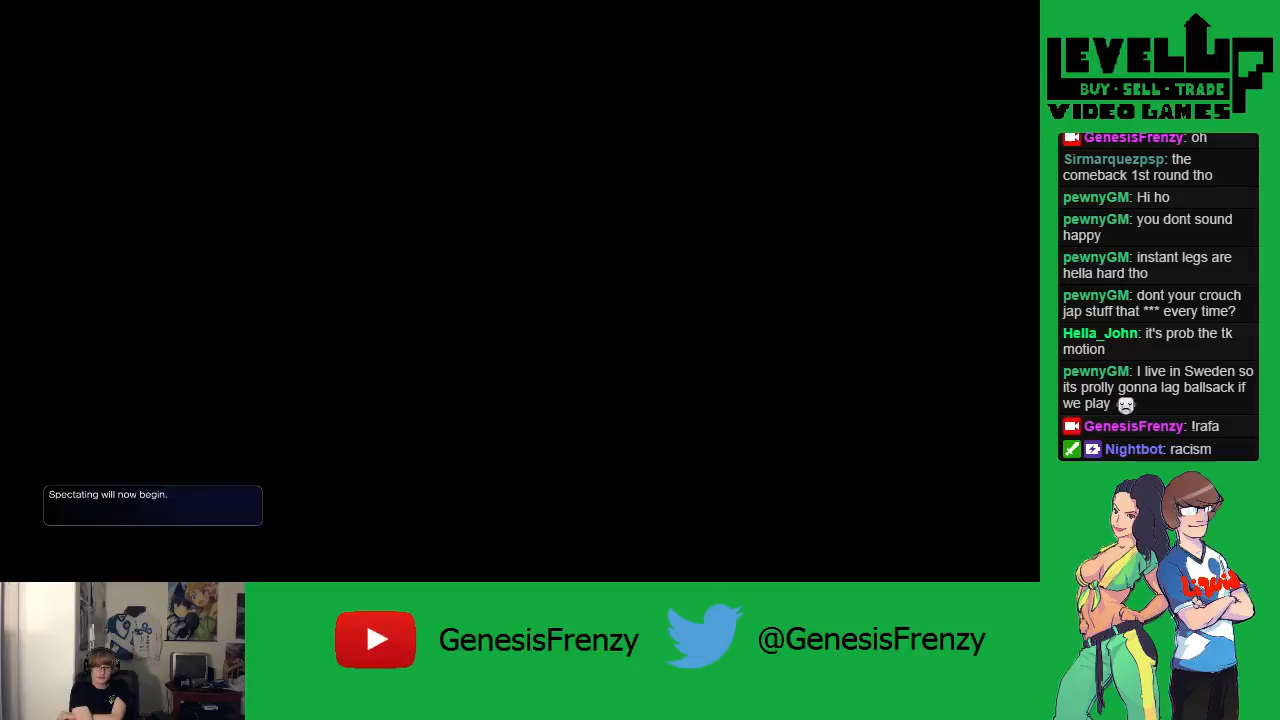 LEVEL UP
BUY - SELL - TRADE
VIDEO GAMES
GenesisFrenzy: oh
Sirmarquezpsp: the
comeback 1st round tho
pewnyGM: Hi ho
pewnyGM: you dont sound
happy
pewnyGM: instant legs are
hella hard tho
pewnyGM: dont your crouch
jap stuff that *** every time?
Hella_John: it's prob the tk
motion
pewnyGM: I live in Sweden so
its prolly gonna lag ballsack if
we play
GenesisFrenzy: !rafa
Nightbot: racism
Spectating will now begin.
Liquid
GenesisFrenzy
@GenesisFrenzy